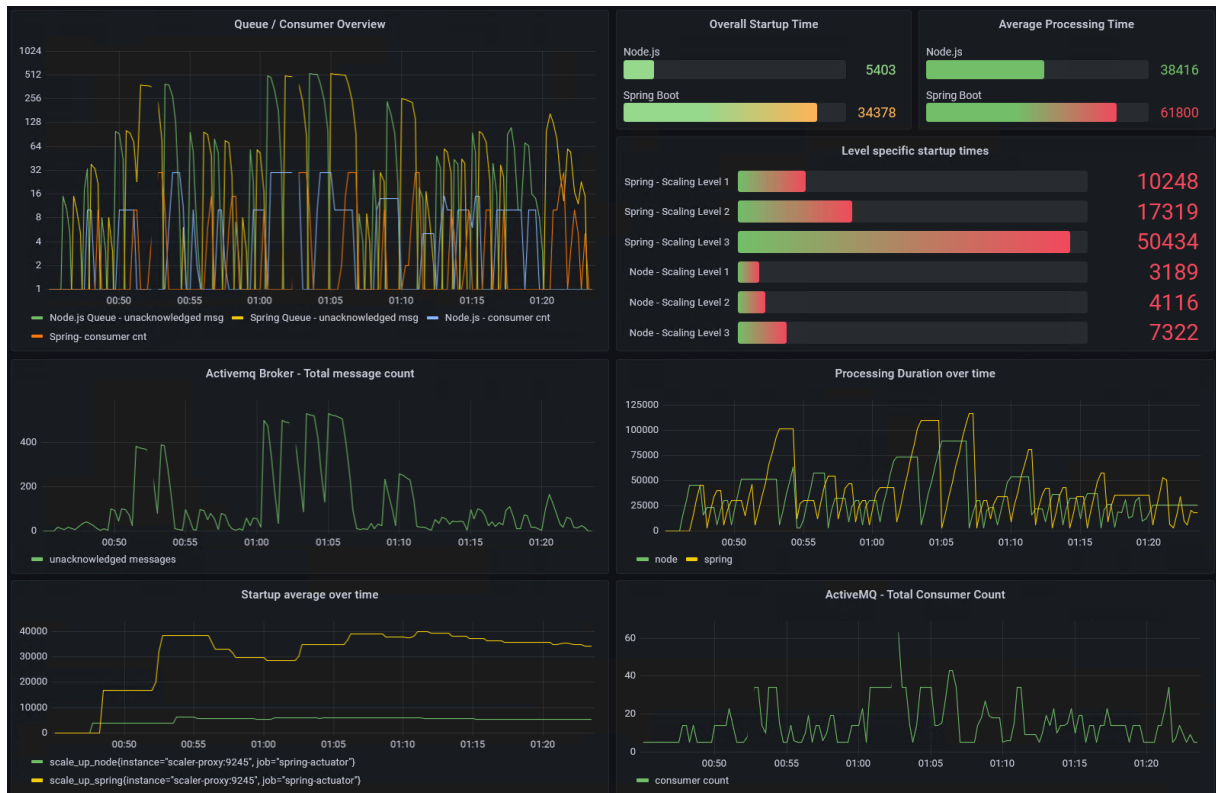 Queue / Consumer Overview
1024
512
256
128
64
32
16
8
4
2
1
00:50 00:55 01:00 01:05 01:10 01:15 01:20
Node.js Queue - unacknowledged msg Spring Queue - unacknowledged msg Node.js - consumer cnt
Spring- consumer cnt
Overall Startup Time
Node.js
5403
Spring Boot
34378
Average Processing Time
Node.js
38416
Spring Boot
61800
Level specific startup times
Spring - Scaling Level 1 10248
Spring - Scaling Level 2 17319
Spring - Scaling Level 3 50434
Node - Scaling Level 1 3189
Node - Scaling Level 2 4116
Node - Scaling Level 3 7322
Activemq Broker - Total message count
400
200
0
00:50 00:55 01:00 01:05 01:10 01:15 01:20
unacknowledged messages
Processing Duration over time
125000
100000
75000
50000
25000
0
00:50 00:55 01:00 01:05 01:10 01:15 01:20
node spring
Startup average over time
40000
30000
20000
10000
0
00:50 00:55 01:00 01:05 01:10 01:15 01:20
scale_up_node{instance="scaler-proxy:9245", job="spring-actuator"}
scale_up_spring{instance="scaler-proxy:9245", job="spring-actuator"}
ActiveMQ - Total Consumer Count
60
40
20
0
00:50 00:55 01:00 01:05 01:10 01:15 01:20
consumer count